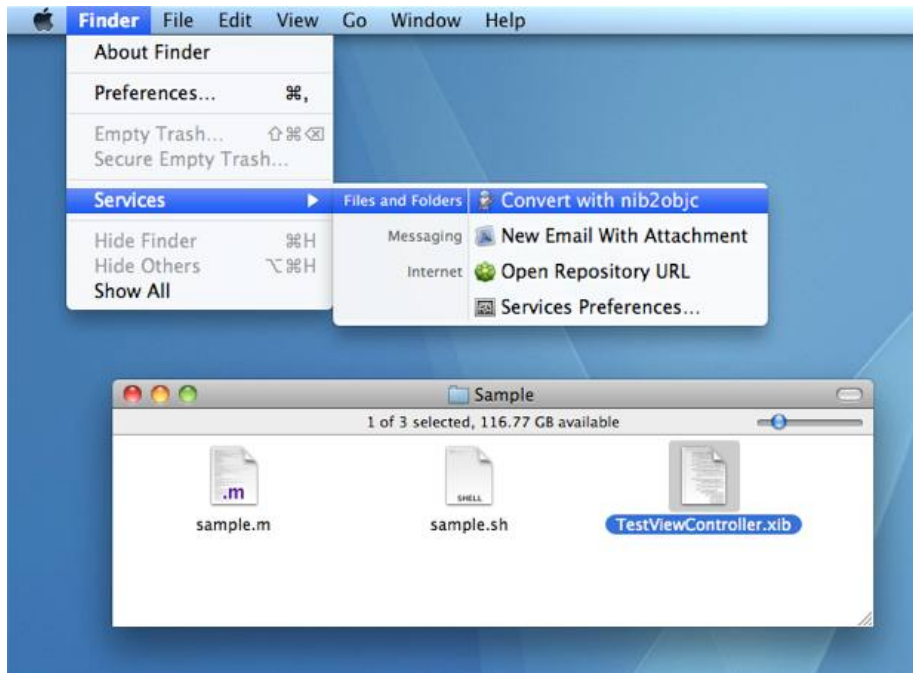 Finder File Edit View Go Window Help
About Finder
Preferences... ⌘,
Empty Trash... ⇧⌘⌫
Secure Empty Trash...
Services ▶
Hide Finder ⌘H
Hide Others ⌥⌘H
Show All
Files and Folders Convert with nib2objc
Messaging New Email With Attachment
Internet Open Repository URL
Services Preferences...
Sample
1 of 3 selected, 116.77 GB available
.m
SHELL
sample.m sample.sh TestViewController.xib